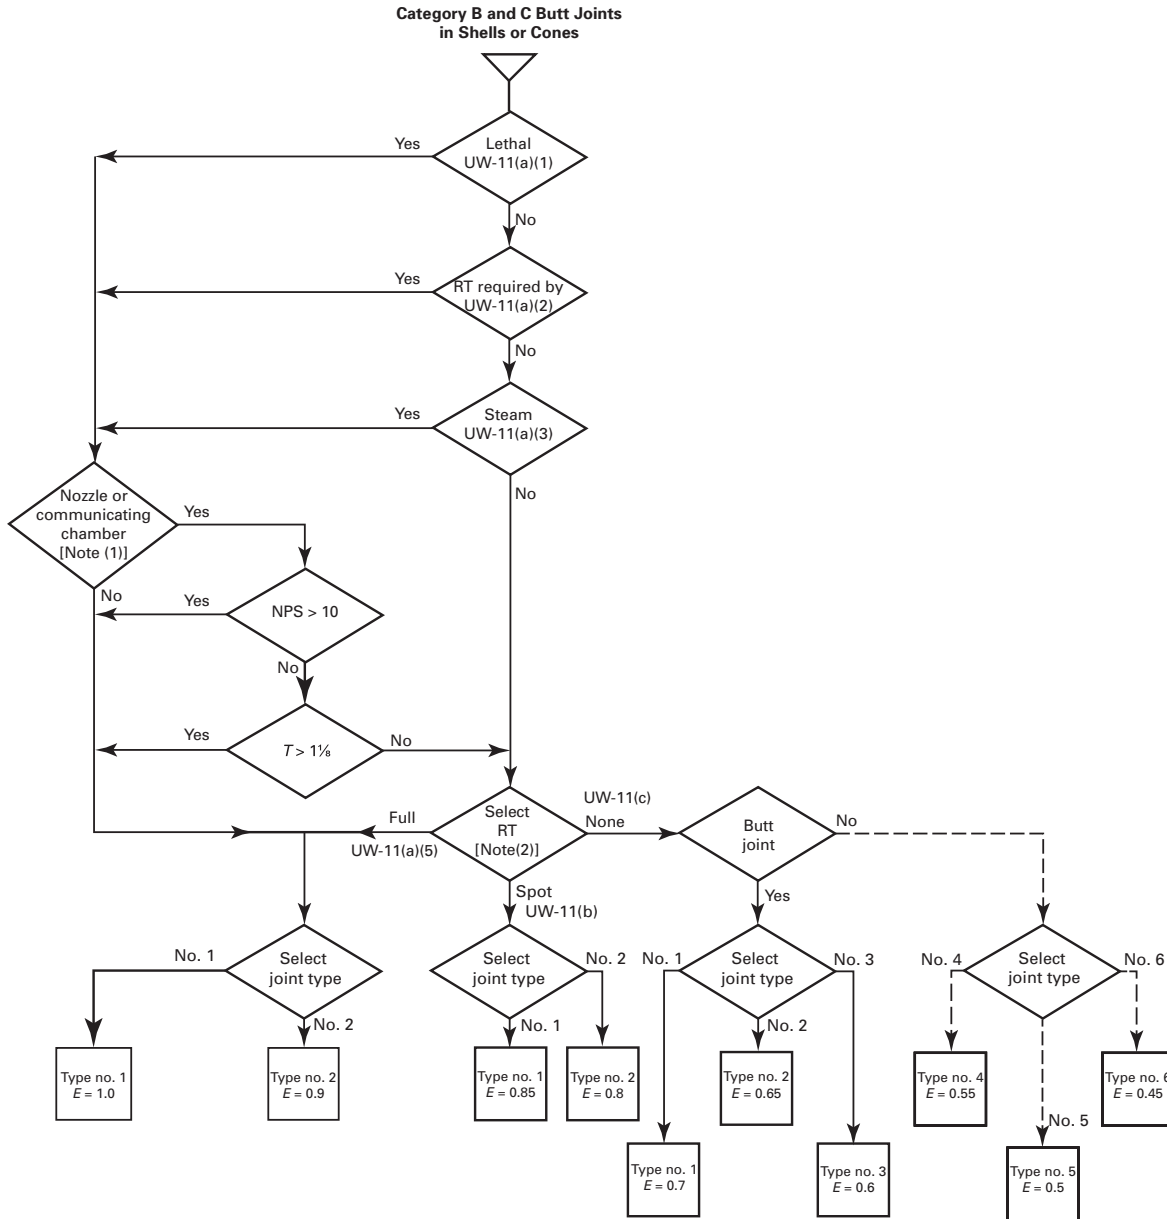 Category B and C Butt Joints
in Shells or Cones
Yes
Lethal
UW-11(a)(1)
No
Yes
RT required by
UW-11(a)(2)
No
Yes
Steam
UW-11(a)(3)
No
Nozzle or
communicating
chamber
[Note (1)]
Yes
No
Yes
NPS > 10
No
Yes
T > 1⅛
No
Full
UW-11(a)(5)
Select
RT
[Note(2)]
UW-11(c)
None
Butt
joint
No
Spot
UW-11(b)
Yes
No. 1
Select
joint type
No. 2
Select
joint type
No. 2
No. 1
No. 1
Select
joint type
No. 3
No. 2
No. 4
Select
joint type
No. 6
No. 5
Type no. 1
E = 1.0
Type no. 2
E = 0.9
Type no. 1
E = 0.85
Type no. 2
E = 0.8
Type no. 2
E = 0.65
Type no. 4
E = 0.55
Type no. 6
E = 0.45
Type no. 1
E = 0.7
Type no. 3
E = 0.6
Type no. 5
E = 0.5